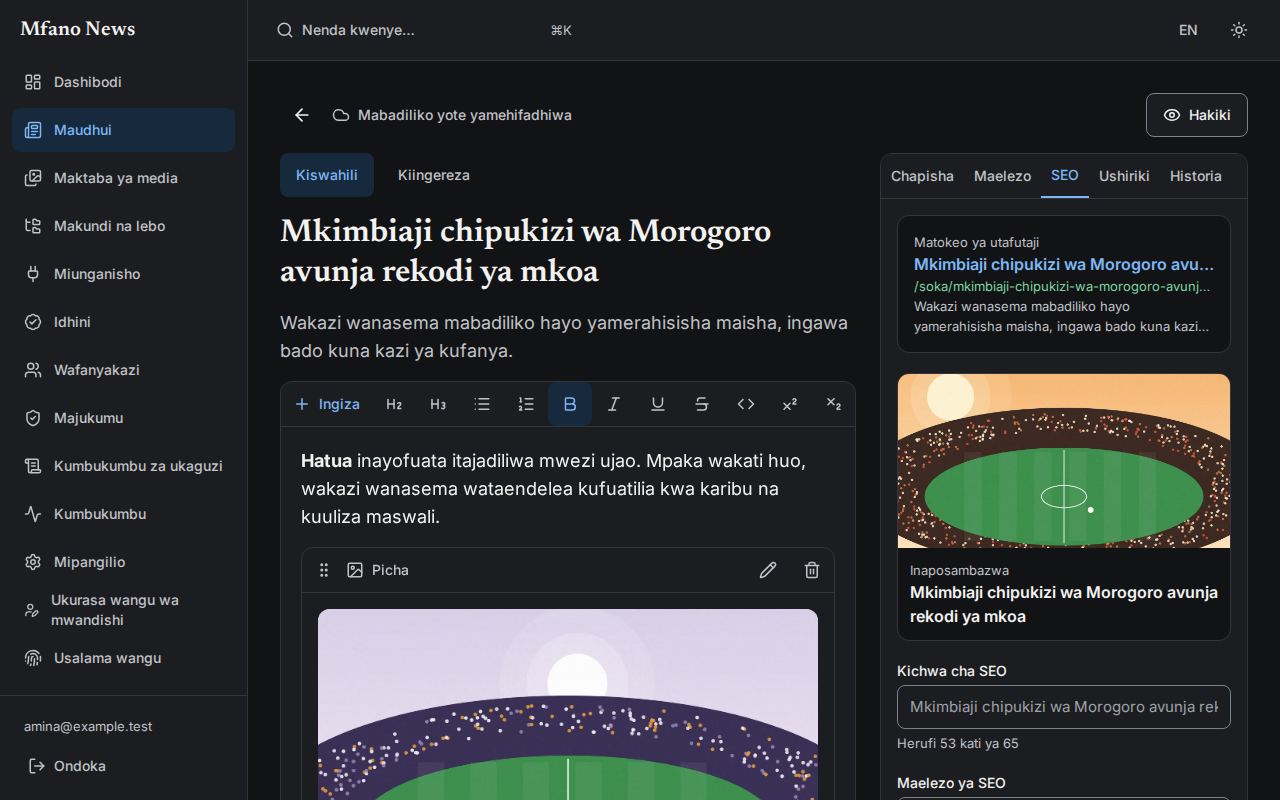 Mfano News
Nenda kwenye...
⌘K
EN
Dashibodi
Maudhui
Maktaba ya media
Makundi na lebo
Miunganisho
Idhini
Wafanyakazi
Majukumu
Kumbukumbu za ukaguzi
Kumbukumbu
Mipangilio
Ukurasa wangu wa
mwandishi
Usalama wangu
amina@example.test
Ondoka
Mabadiliko yote yamehifadhiwa
Hakiki
Kiswahili
Kiingereza
Mkimbiaji chipukizi wa Morogoro
avunja rekodi ya mkoa
Wakazi wanasema mabadiliko hayo yamerahisisha maisha, ingawa
bado kuna kazi ya kufanya.
Ingiza
H2
H3
B
I
U
S
x²
x₂
Hatua inayofuata itajadiliwa mwezi ujao. Mpaka wakati huo,
wakazi wanasema wataendelea kufuatilia kwa karibu na
kuuliza maswali.
Picha
Chapisha
Maelezo
SEO
Ushiriki
Historia
Matokeo ya utafutaji
Mkimbiaji chipukizi wa Morogoro avu...
/soka/mkimbiaji-chipukizi-wa-morogoro-avunj...
Wakazi wanasema mabadiliko hayo
yamerahisisha maisha, ingawa bado kuna kazi...
Inaposambazwa
Mkimbiaji chipukizi wa Morogoro avunja
rekodi ya mkoa
Kichwa cha SEO
Mkimbiaji chipukizi wa Morogoro avunja rek
Herufi 53 kati ya 65
Maelezo ya SEO